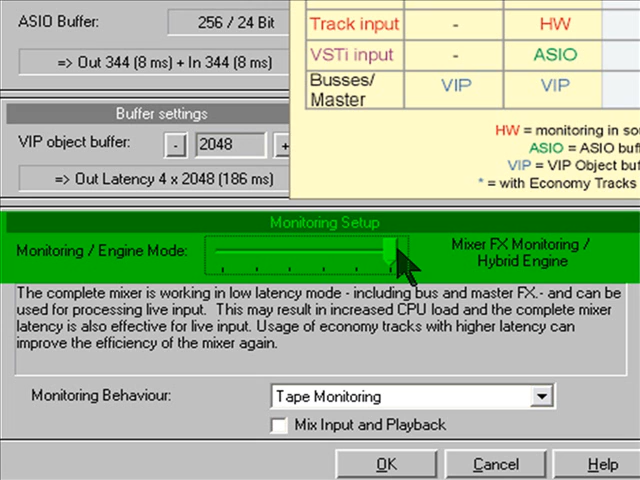 ASIO Buffer: 256 / 24 Bit
=> Out 344 (8 ms) + In 344 (8 ms)
Buffer settings
VIP object buffer: - 2048 +
=> Out Latency 4 x 2048 (186 ms)
Track input - HW
VSTi input - ASIO
Busses/ Master VIP VIP
HW = monitoring in
ASIO = ASIO
VIP = VIP Object
* = with Economy Tracks
Monitoring Setup
Monitoring / Engine Mode:
Mixer FX Monitoring /
Hybrid Engine
The complete mixer is working in low latency mode - including bus and master FX.- and can be
used for processing live input. This may result in increased CPU load and the complete mixer
latency is also effective for live input. Usage of economy tracks with higher latency can
improve the efficiency of the mixer again.
Monitoring Behaviour: Tape Monitoring
Mix Input and Playback
OK Cancel Help